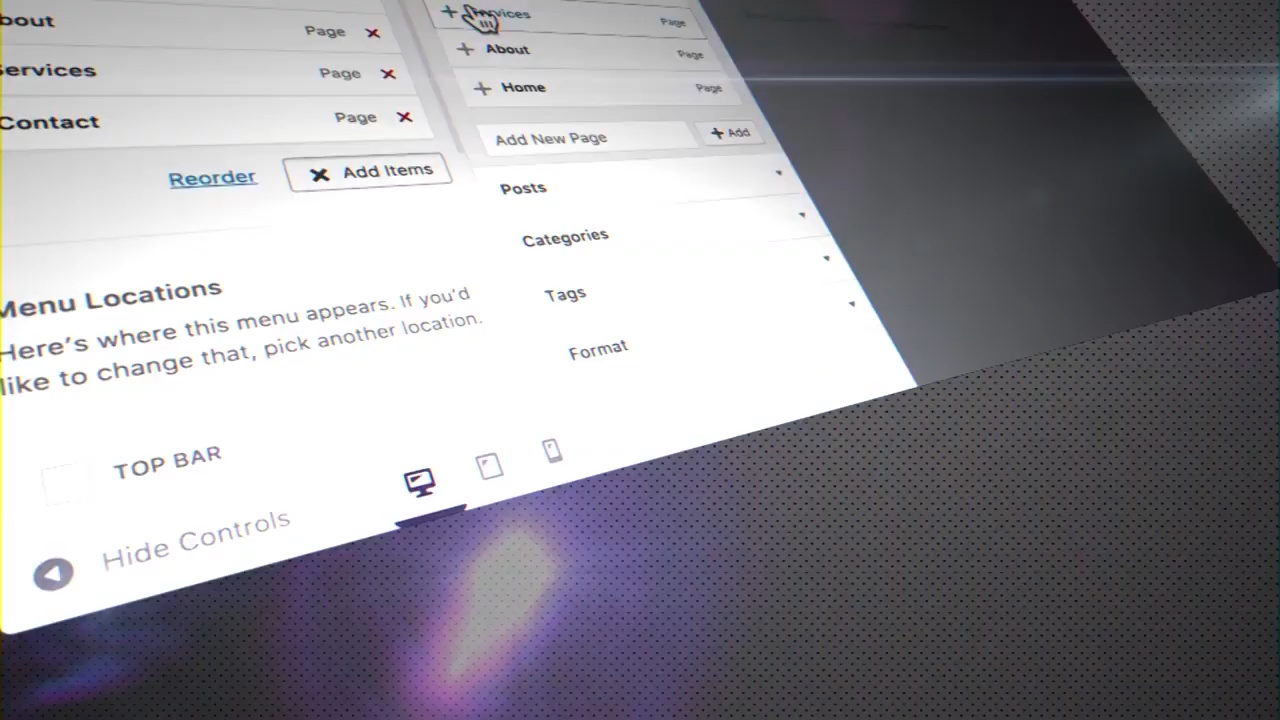 bout Page
ervices Page
Contact Page
Reorder Add Items
Menu Locations
Here's where this menu appears. If you'd
like to change that, pick another location.
TOP BAR
Hide Controls
Services Page
About Page
Home Page
Add New Page Add
Posts
Categories
Tags
Format